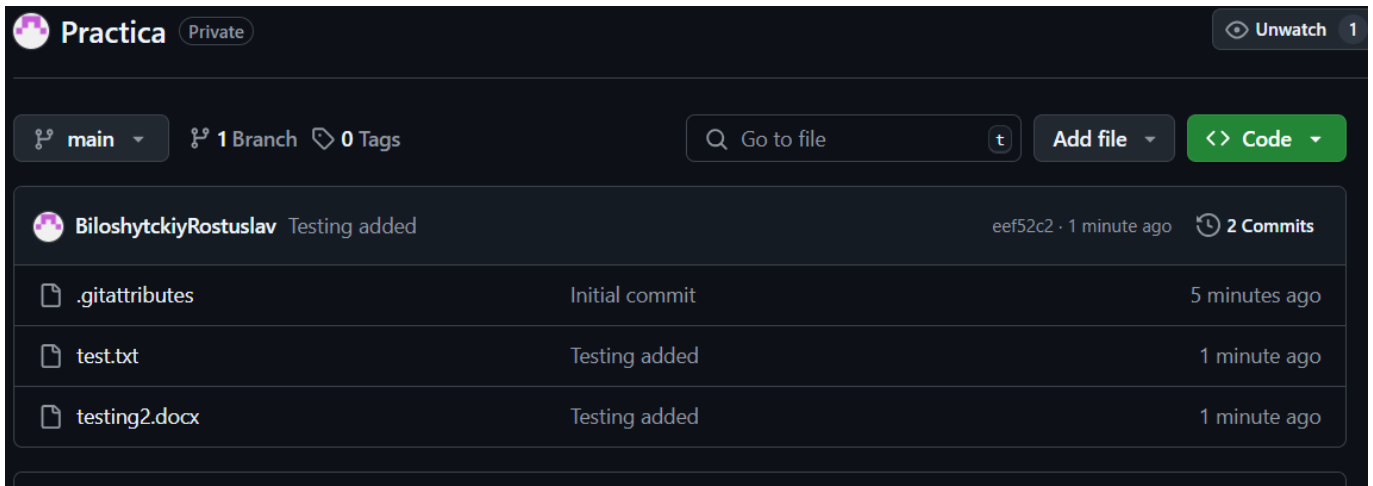 Practica Private Unwatch 1
main 1 Branch 0 Tags Go to file t Add file <> Code
BiloshytckiyRostuslav Testing added eef52c2 · 1 minute ago 2 Commits
.gitattributes Initial commit 5 minutes ago
test.txt Testing added 1 minute ago
testing2.docx Testing added 1 minute ago